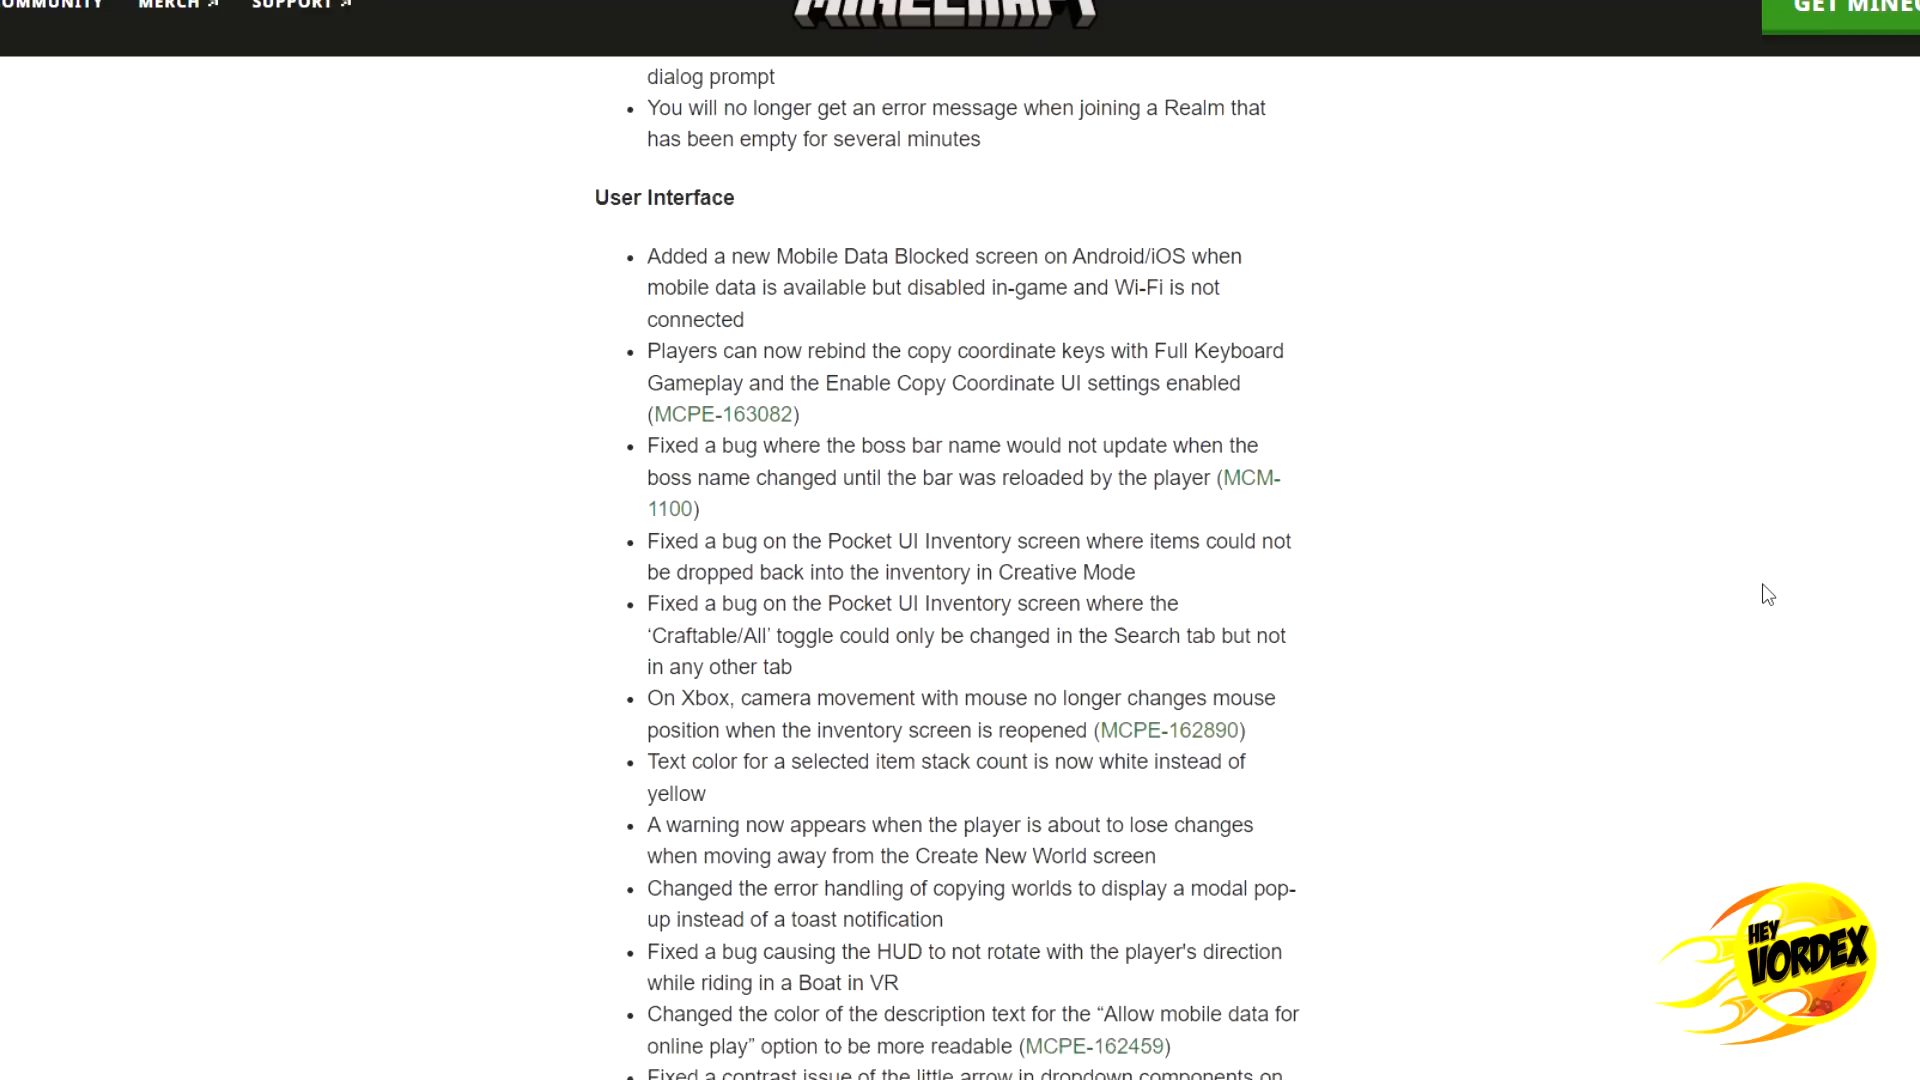 OMMUNITY MERCH SUPPORT
MINECRAFT
GET MINEC
dialog prompt
• You will no longer get an error message when joining a Realm that
has been empty for several minutes
User Interface
• Added a new Mobile Data Blocked screen on Android/iOS when
mobile data is available but disabled in-game and Wi-Fi is not
connected
• Players can now rebind the copy coordinate keys with Full Keyboard
Gameplay and the Enable Copy Coordinate UI settings enabled
(MCPE-163082)
• Fixed a bug where the boss bar name would not update when the
boss name changed until the bar was reloaded by the player (MCM-
1100)
• Fixed a bug on the Pocket UI Inventory screen where items could not
be dropped back into the inventory in Creative Mode
• Fixed a bug on the Pocket UI Inventory screen where the
‘Craftable/All’ toggle could only be changed in the Search tab but not
in any other tab
• On Xbox, camera movement with mouse no longer changes mouse
position when the inventory screen is reopened (MCPE-162890)
• Text color for a selected item stack count is now white instead of
yellow
• A warning now appears when the player is about to lose changes
when moving away from the Create New World screen
• Changed the error handling of copying worlds to display a modal pop-
up instead of a toast notification
• Fixed a bug causing the HUD to not rotate with the player's direction
while riding in a Boat in VR
• Changed the color of the description text for the “Allow mobile data for
online play” option to be more readable (MCPE-162459)
• Fixed a contrast issue of the little arrow in dropdown components on
HEY
VORDEX